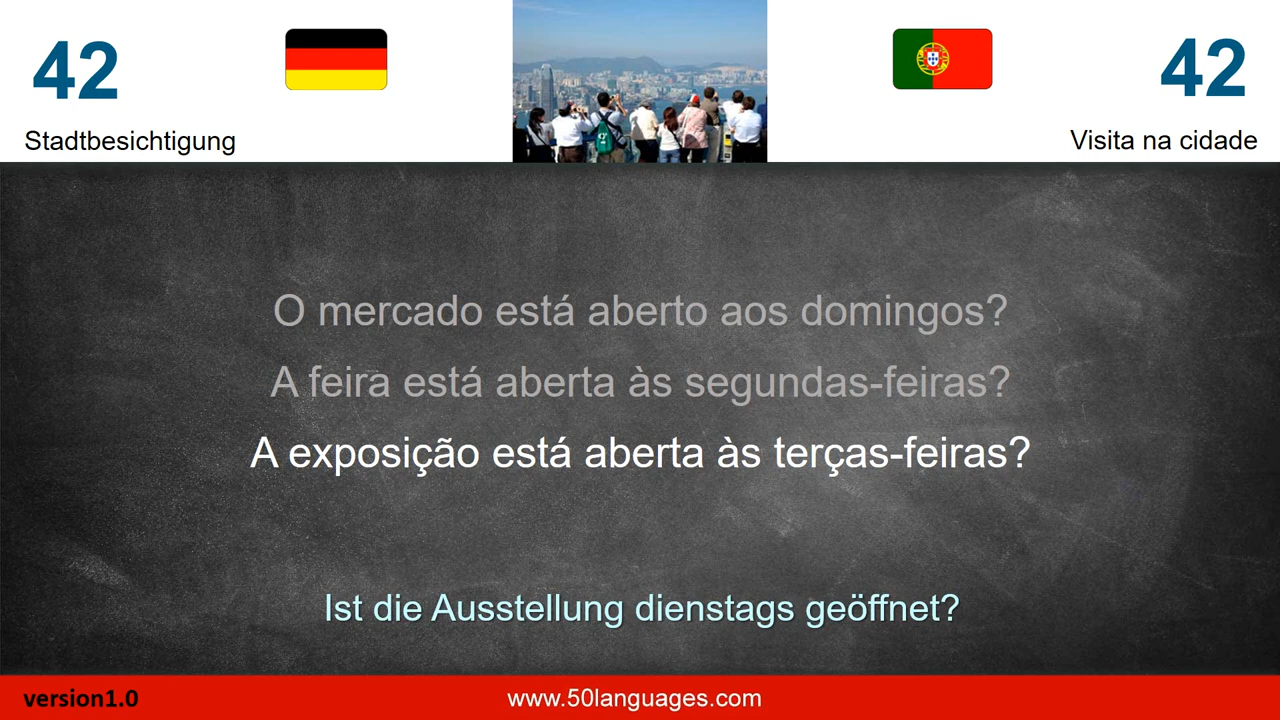 42
42
Stadtbesichtigung
Visita na cidade
O mercado está aberto aos domingos?
A feira está aberta às segundas-feiras?
A exposição está aberta às terças-feiras?
Ist die Ausstellung dienstags geöffnet?
version1.0
www.50languages.com